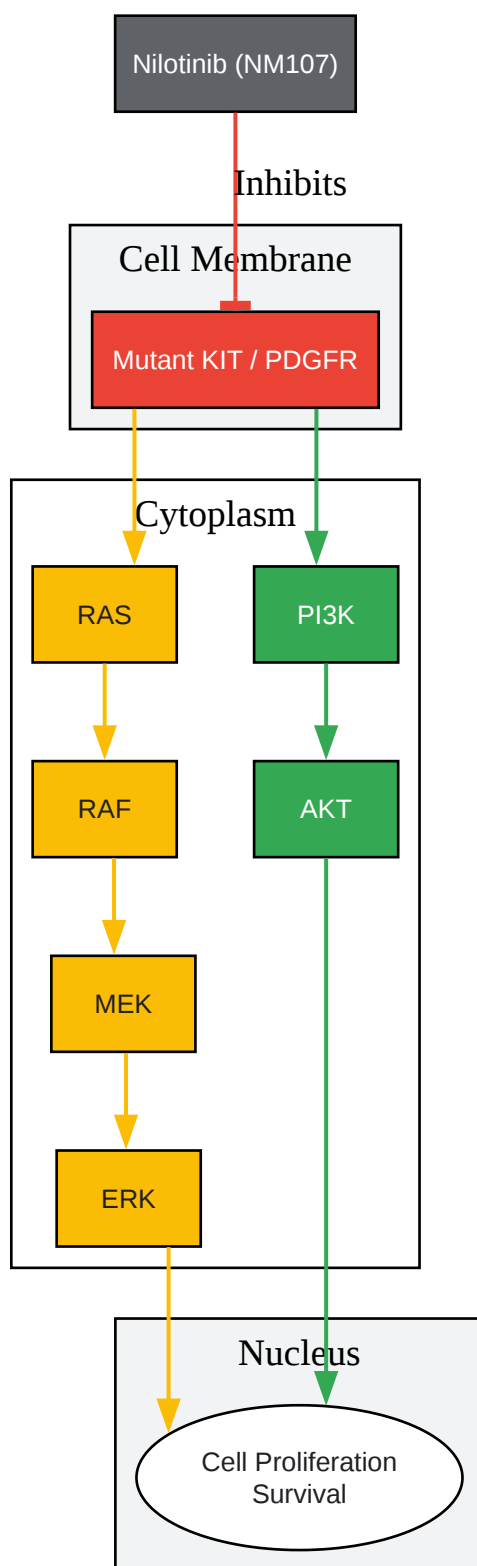 Nilotinib (NM107)
Inhibits
Cell Membrane
Mutant KIT / PDGFR
Cytoplasm
RAS
PI3K
RAF
AKT
MEK
ERK
Nucleus
Cell Proliferation
Survival